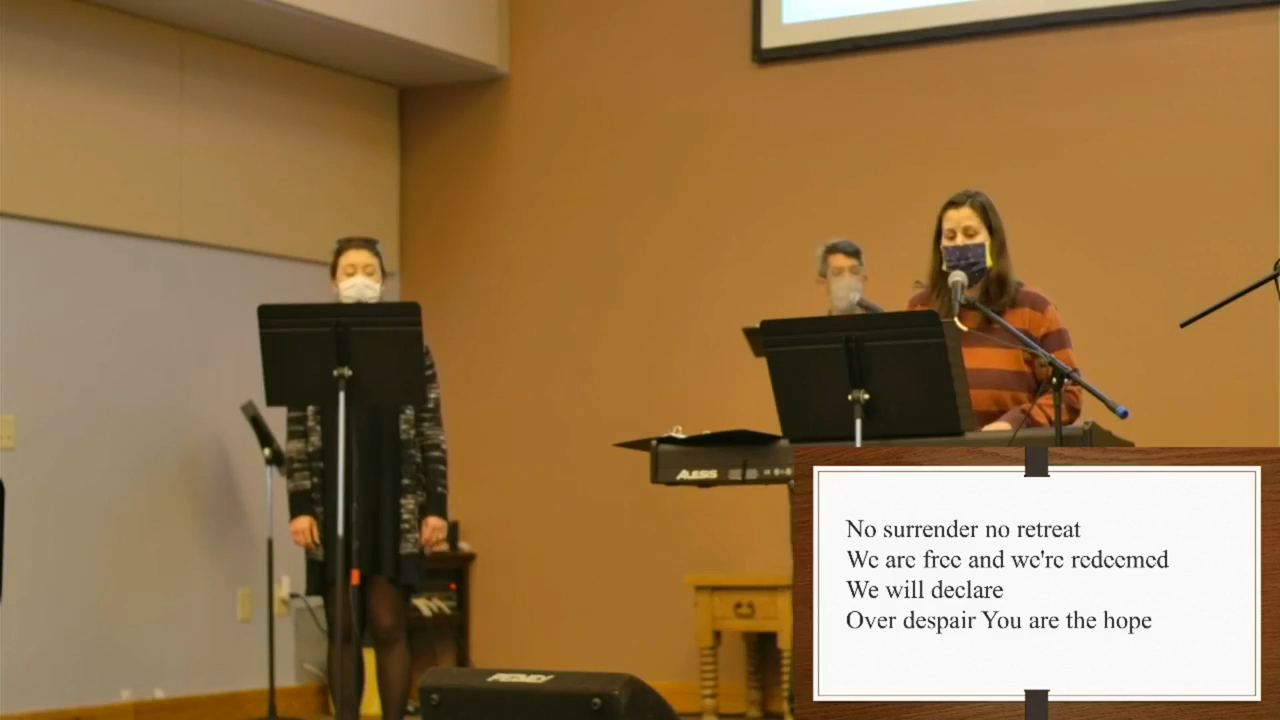 ALESIS
No surrender no retreat
We are free and we're redeemed
We will declare
Over despair You are the hope
PEAVEY